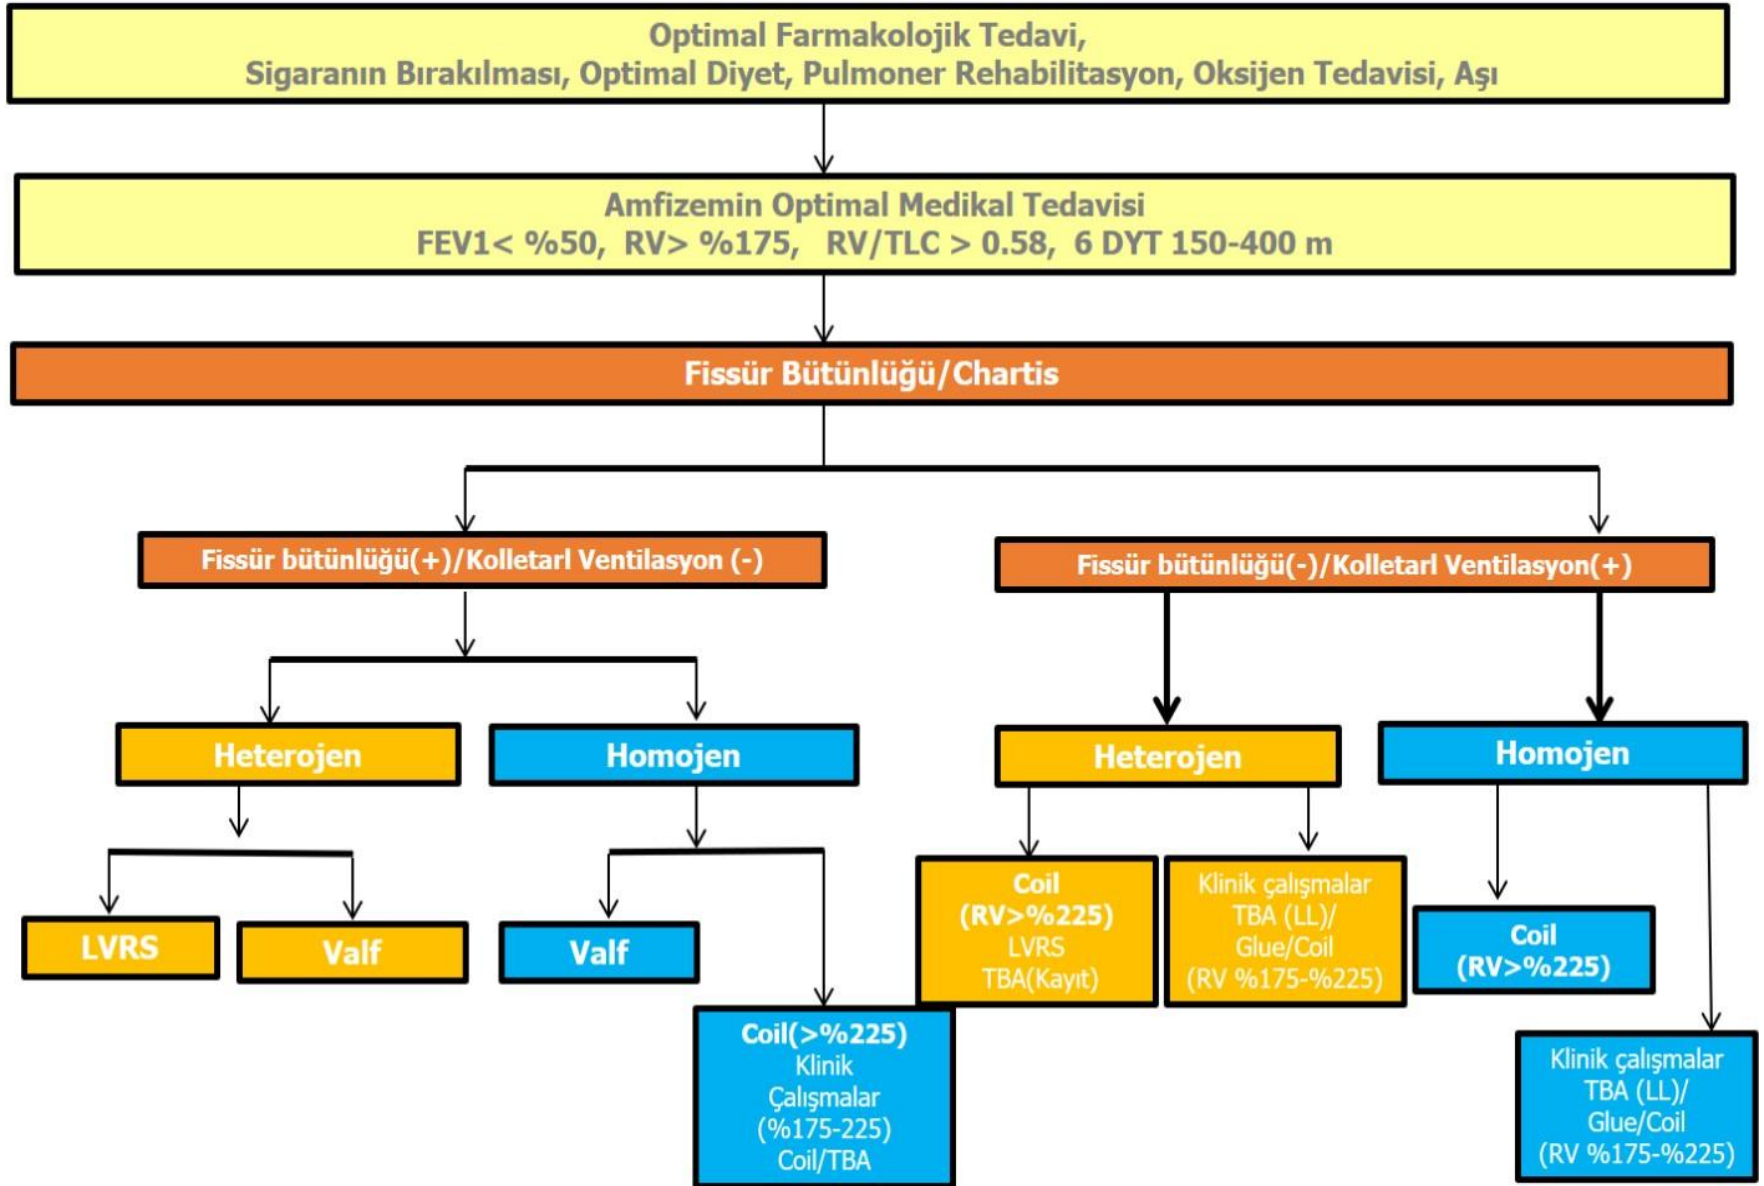 Optimal Farmakolojik Tedavi,
Sigaranın Bırakılması, Optimal Diyet, Pulmoner Rehabilitasyon, Oksijen Tedavisi, Aşı
Amfizemin Optimal Medikal Tedavisi
FEV1< %50, RV> %175, RV/TLC > 0.58, 6 DYT 150-400 m
Fissür Bütünlüğü/Chartis
Fissür bütünlüğü(+)/Kolletarl Ventilasyon (-)
Fissür bütünlüğü(-)/Kolletarl Ventilasyon(+)
Heterojen
Homojen
Heterojen
Homojen
LVRS
Valf
Valf
Coil(>%225)
Klinik
Çalışmalar
(%175-225)
Coil/TBA
Coil
(RV>%225)
LVRS
TBA(Kayıt)
Klinik çalışmalar
TBA (LL)/
Glue/Coil
(RV %175-%225)
Coil
(RV>%225)
Klinik çalışmalar
TBA (LL)/
Glue/Coil
(RV %175-%225)